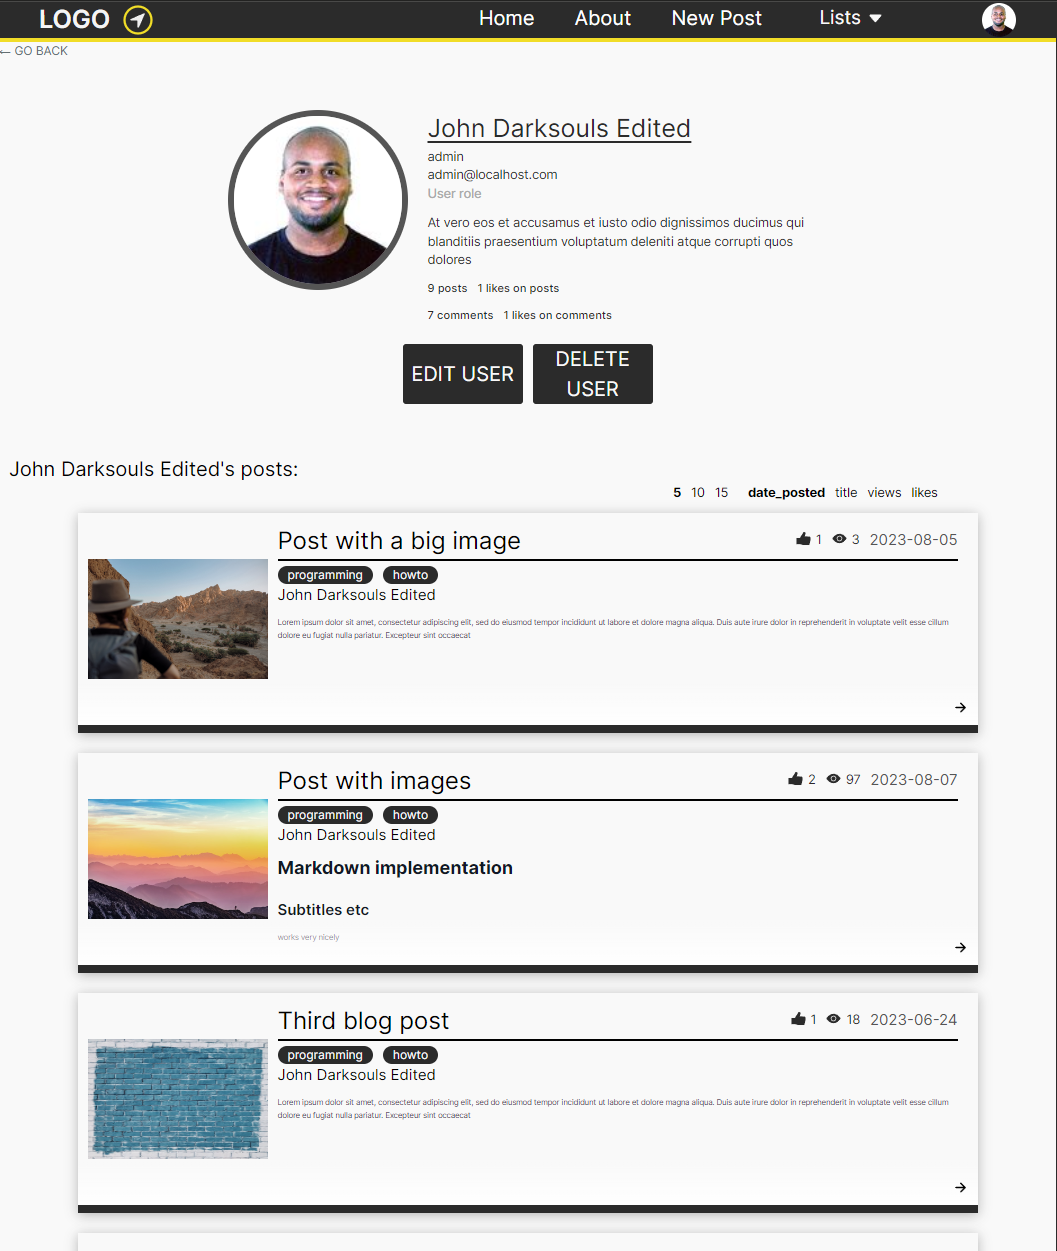 LOGO Home About New Post Lists
← GO BACK
John Darksouls Edited
admin
admin@localhost.com
User role
At vero eos et accusamus et iusto odio dignissimos ducimus qui
blanditiis praesentium voluptatum deleniti atque corrupti quos
dolores
9 posts 1 likes on posts
7 comments 1 likes on comments
EDIT USER
DELETE
USER
John Darksouls Edited's posts:
5 10 15 date_posted title views likes
Post with a big image 1 3 2023-08-05
programming howto
John Darksouls Edited
Lorem ipsum dolor sit amet, consectetur adipiscing elit, sed do eiusmod tempor incididunt ut labore et dolore magna aliqua. Duis aute irure dolor in reprehenderit in voluptate velit esse cillum
dolore eu fugiat nulla pariatur. Excepteur sint occaecat
→
Post with images 2 97 2023-08-07
programming howto
John Darksouls Edited
Markdown implementation
Subtitles etc
works very nicely
→
Third blog post 1 18 2023-06-24
programming howto
John Darksouls Edited
Lorem ipsum dolor sit amet, consectetur adipiscing elit, sed do eiusmod tempor incididunt ut labore et dolore magna aliqua. Duis aute irure dolor in reprehenderit in voluptate velit esse cillum
dolore eu fugiat nulla pariatur. Excepteur sint occaecat
→